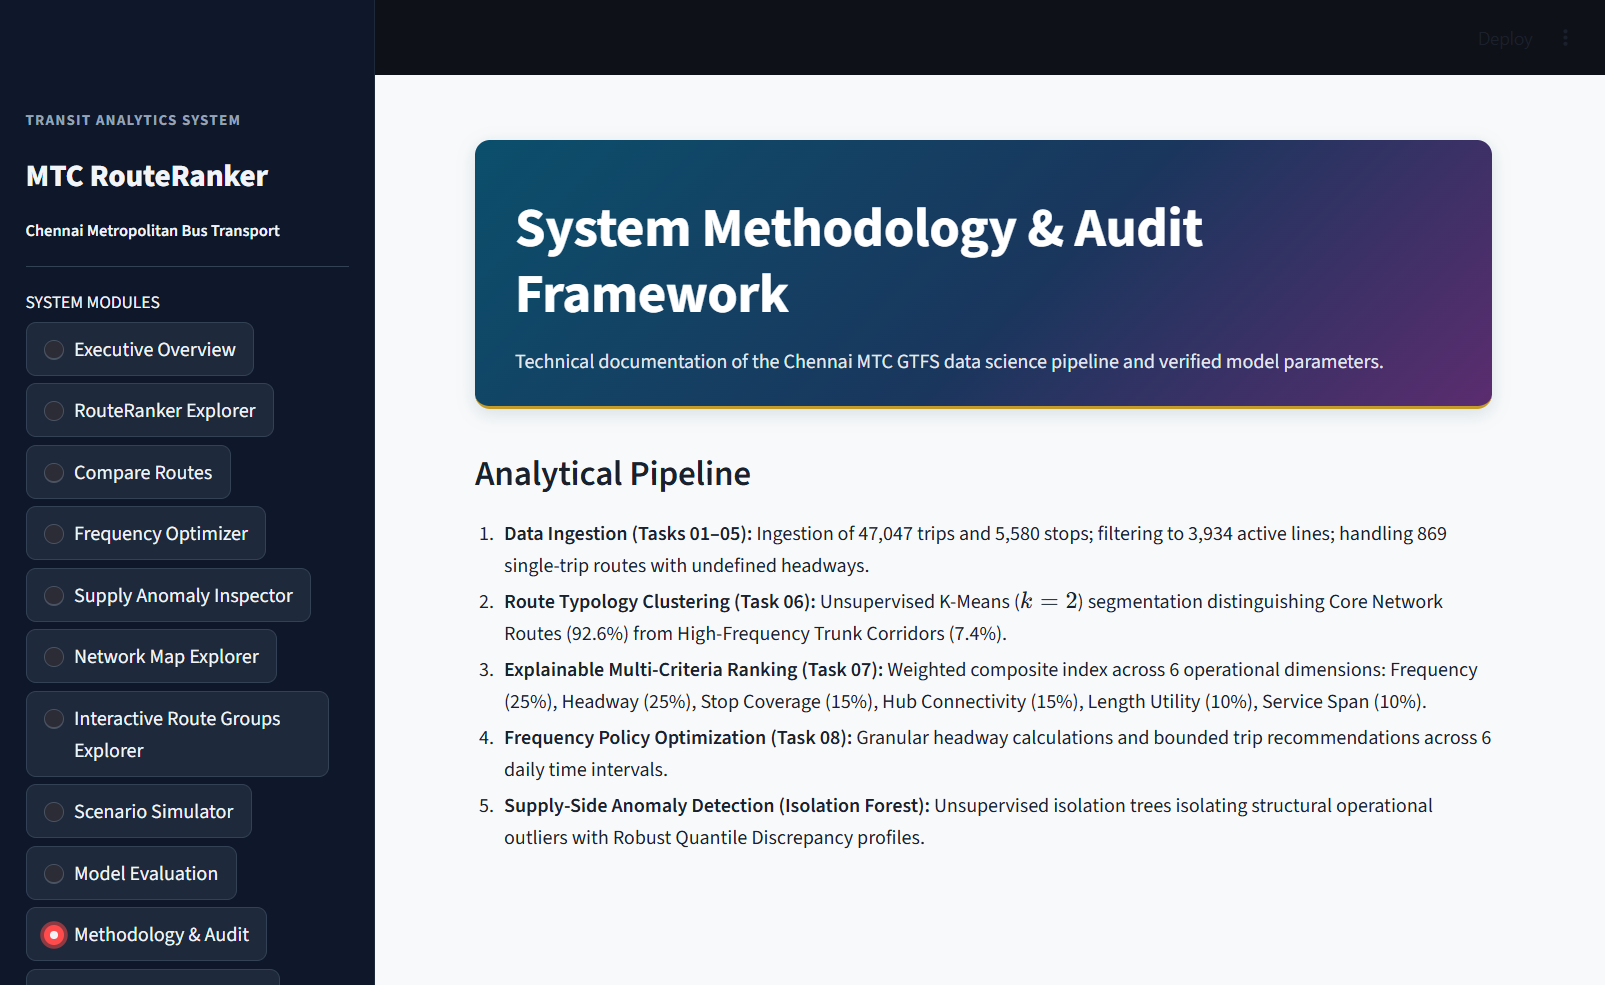 Deploy
TRANSIT ANALYTICS SYSTEM
MTC RouteRanker
Chennai Metropolitan Bus Transport
SYSTEM MODULES
Executive Overview
RouteRanker Explorer
Compare Routes
Frequency Optimizer
Supply Anomaly Inspector
Network Map Explorer
Interactive Route Groups
Explorer
Scenario Simulator
Model Evaluation
Methodology & Audit
System Methodology & Audit
Framework
Technical documentation of the Chennai MTC GTFS data science pipeline and verified model parameters.
Analytical Pipeline
1. Data Ingestion (Tasks 01–05): Ingestion of 47,047 trips and 5,580 stops; filtering to 3,934 active lines; handling 869
single-trip routes with undefined headways.
2. Route Typology Clustering (Task 06): Unsupervised K-Means (k = 2) segmentation distinguishing Core Network
Routes (92.6%) from High-Frequency Trunk Corridors (7.4%).
3. Explainable Multi-Criteria Ranking (Task 07): Weighted composite index across 6 operational dimensions: Frequency
(25%), Headway (25%), Stop Coverage (15%), Hub Connectivity (15%), Length Utility (10%), Service Span (10%).
4. Frequency Policy Optimization (Task 08): Granular headway calculations and bounded trip recommendations across 6
daily time intervals.
5. Supply-Side Anomaly Detection (Isolation Forest): Unsupervised isolation trees isolating structural operational
outliers with Robust Quantile Discrepancy profiles.